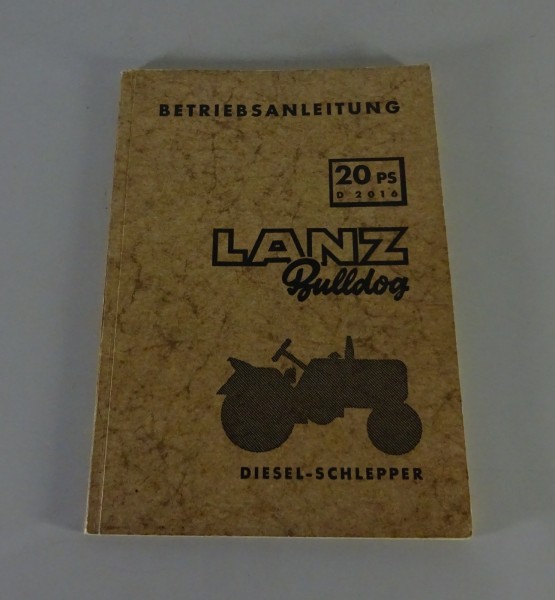 BETRIEBSANLEITUNG
20 PS
D 2016
LANZ
Bulldog
DIESEL-SCHLEPPER